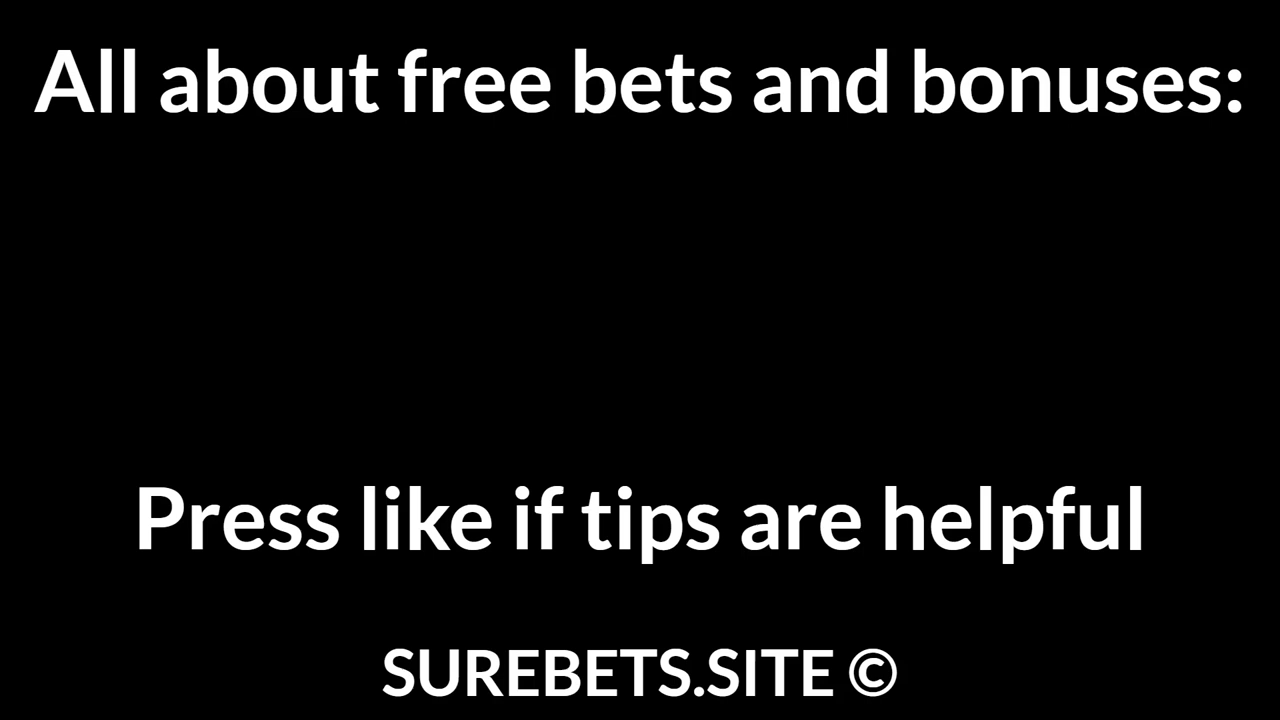 All about free bets and bonuses:
Press like if tips are helpful
SUREBETS.SITE ©